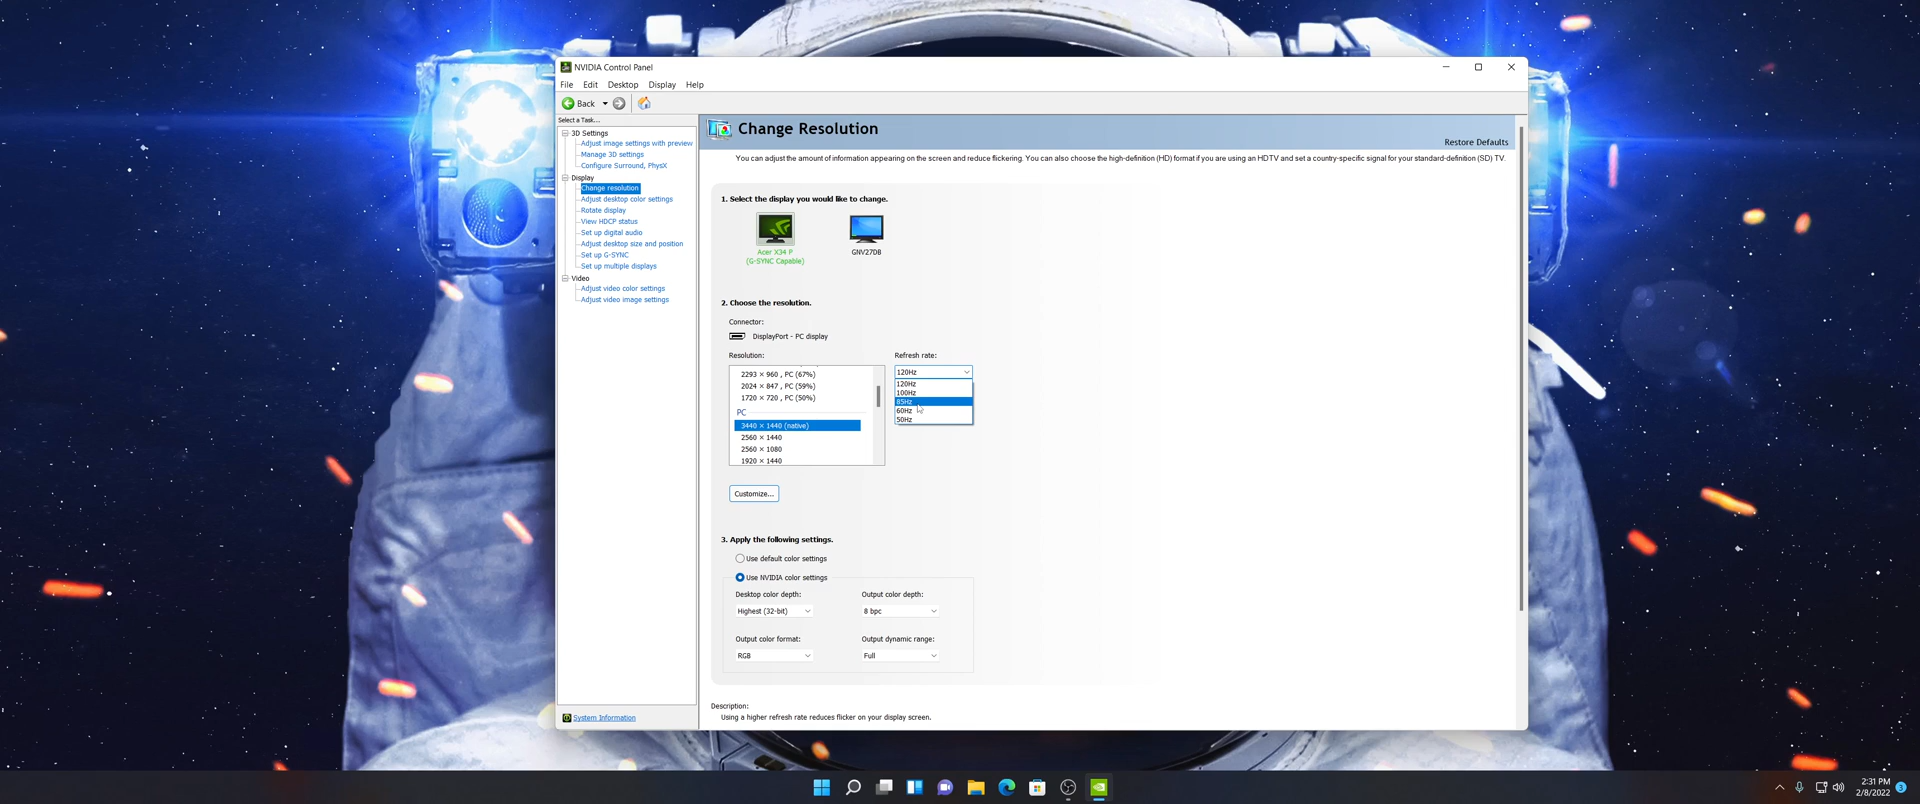 NVIDIA Control Panel
File Edit Desktop Display Help
Back
Select a Task...
3D Settings
Adjust image settings with preview
Manage 3D settings
Configure Surround, PhysX
Display
Change resolution
Adjust desktop color settings
Rotate display
View HDCP status
Set up digital audio
Adjust desktop size and position
Set up G-SYNC
Set up multiple displays
Video
Adjust video color settings
Adjust video image settings
System Information
Change Resolution
Restore Defaults
You can adjust the amount of information appearing on the screen and reduce flickering. You can also choose the high-definition (HD) format if you are using an HDTV and set a country-specific signal for your standard-definition (SD) TV.
1. Select the display you would like to change.
Acer X34 P
(G-SYNC Capable)
GNV27DB
2. Choose the resolution.
Connector:
DisplayPort - PC display
Resolution:
2293 × 960 , PC (67%)
2024 × 847 , PC (59%)
1720 × 720 , PC (50%)
PC
3440 × 1440 (native)
2560 × 1440
2560 × 1080
1920 × 1440
Refresh rate:
120Hz
120Hz
100Hz
85Hz
60Hz
50Hz
Customize...
3. Apply the following settings.
Use default color settings
Use NVIDIA color settings
Desktop color depth:
Highest (32-bit)
Output color depth:
8 bpc
Output color format:
RGB
Output dynamic range:
Full
Description:
Using a higher refresh rate reduces flicker on your display screen.
2:31 PM
2/8/2022
3